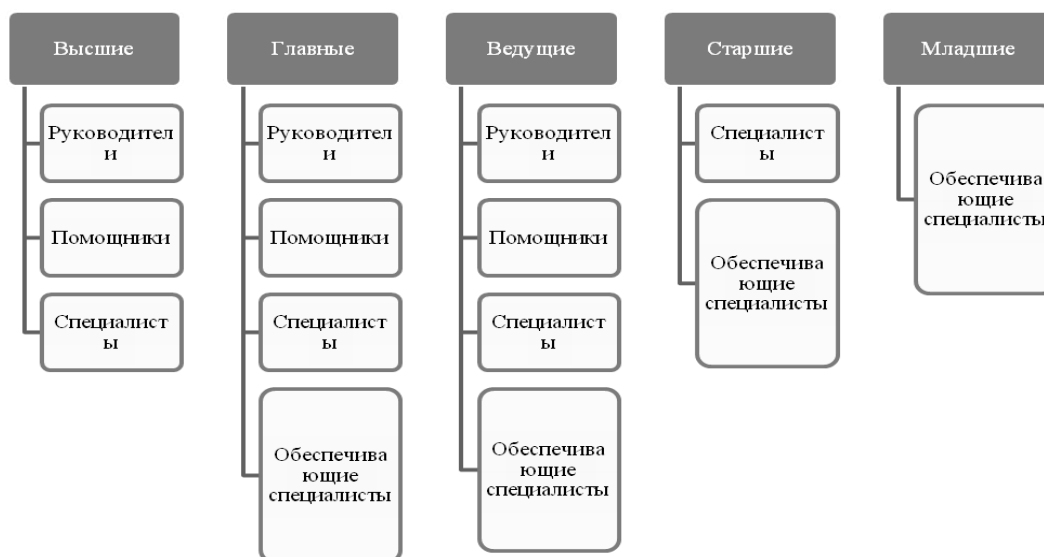 Высшие
Руководител
и
Помощники
Специалист
ы
Главные
Руководител
и
Помощники
Специалист
ы
Обеспечива
ющие
специалисты
Ведущие
Руководител
и
Помощники
Специалист
ы
Обеспечива
ющие
специалисты
Старшие
Специалист
ы
Обеспечива
ющие
специалисты
Младшие
Обеспечива
ющие
специалисты